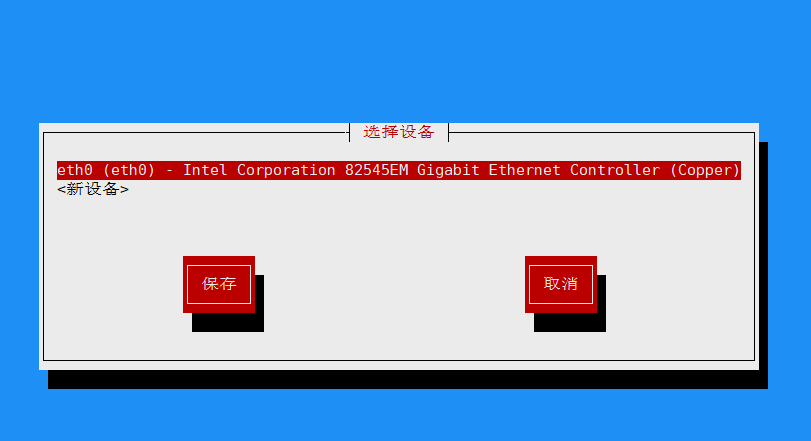 选择设备
eth0 (eth0) - Intel Corporation 82545EM Gigabit Ethernet Controller (Copper)
<新设备>
保存 取消